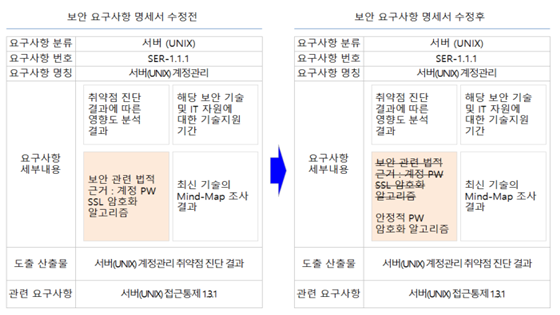 보안 요구사항 명세서 수정전
요구사항 분류 서버 (UNIX)
요구사항 번호 SER-1.1.1
요구사항 명칭 서버(UNIX) 계정관리
요구사항
세부내용
취약점 진단
결과에 따른
영향도 분석
결과
해당 보안 기술
및 IT 자원에
대한 기술지원
기간
보안 관련 법적
근거 : 계정 PW
SSL 암호화
알고리즘
최신 기술의
Mind-Map 조사
결과
도출 산출물 서버(UNIX) 계정관리 취약점 진단 결과
관련 요구사항 서버(UNIX) 접근통제 1.3.1
보안 요구사항 명세서 수정후
요구사항 분류 서버 (UNIX)
요구사항 번호 SER-1.1.1
요구사항 명칭 서버(UNIX) 계정관리
요구사항
세부내용
취약점 진단
결과에 따른
영향도 분석
결과
해당 보안 기술
및 IT 자원에
대한 기술지원
기간
보안 관련 법적
근거 : 계정 PW
SSL 암호화
알고리즘
안정적 PW
암호화 알고리즘
최신 기술의
Mind-Map 조사
결과
도출 산출물 서버(UNIX) 계정관리 취약점 진단 결과
관련 요구사항 서버(UNIX) 접근통제 1.3.1